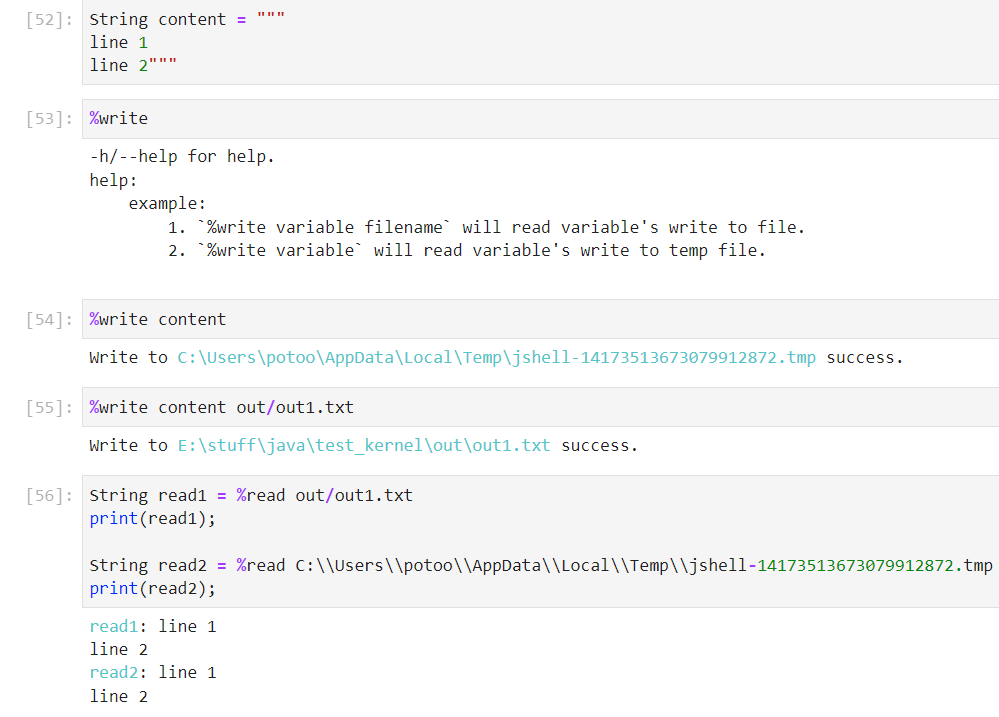 [52]: String content = """
line 1
line 2"""
[53]: %write
-h/--help for help.
help:
    example:
        1. `%write variable filename` will read variable's write to file.
        2. `%write variable` will read variable's write to temp file.
[54]: %write content
Write to C:\Users\potoo\AppData\Local\Temp\jshell-14173513673079912872.tmp success.
[55]: %write content out/out1.txt
Write to E:\stuff\java\test_kernel\out\out1.txt success.
[56]: String read1 = %read out/out1.txt
print(read1);
String read2 = %read C:\\Users\\potoo\\AppData\\Local\\Temp\\jshell-14173513673079912872.tmp
print(read2);
read1: line 1
line 2
read2: line 1
line 2